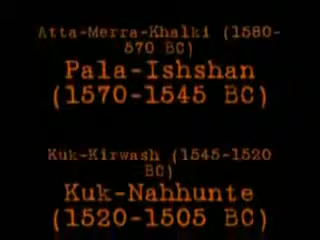 Atta-Merra-Khalki (1580-
570 BC)
Pala-Ishshan
(1570-1545 BC)
Kuk-Kirwash (1545-1520
BC)
Kuk-Nahhunte
(1520-1505 BC)